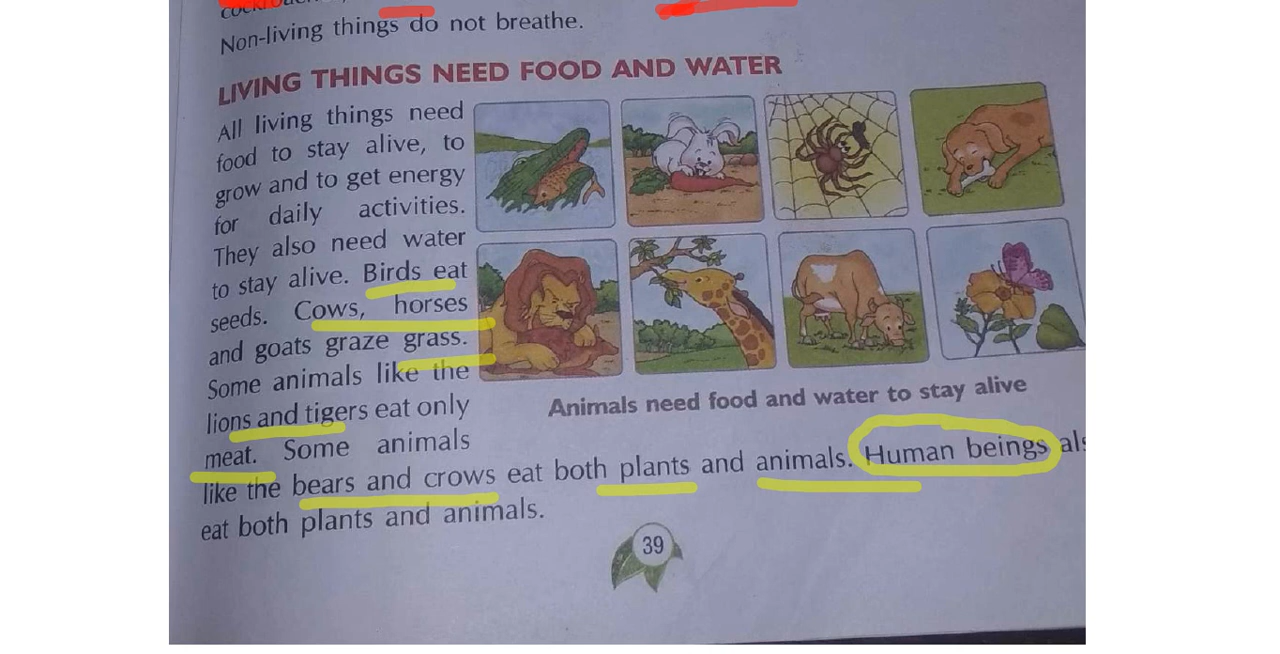 Non-living things do not breathe.
LIVING THINGS NEED FOOD AND WATER
All living things need
food to stay alive, to
grow and to get energy
for daily activities.
They also need water
to stay alive. Birds eat
seeds. Cows, horses
and goats graze grass.
Some animals like the
lions and tigers eat only
meat. Some animals
like the bears and crows eat both plants and animals. Human beings
eat both plants and animals.
Animals need food and water to stay alive
39